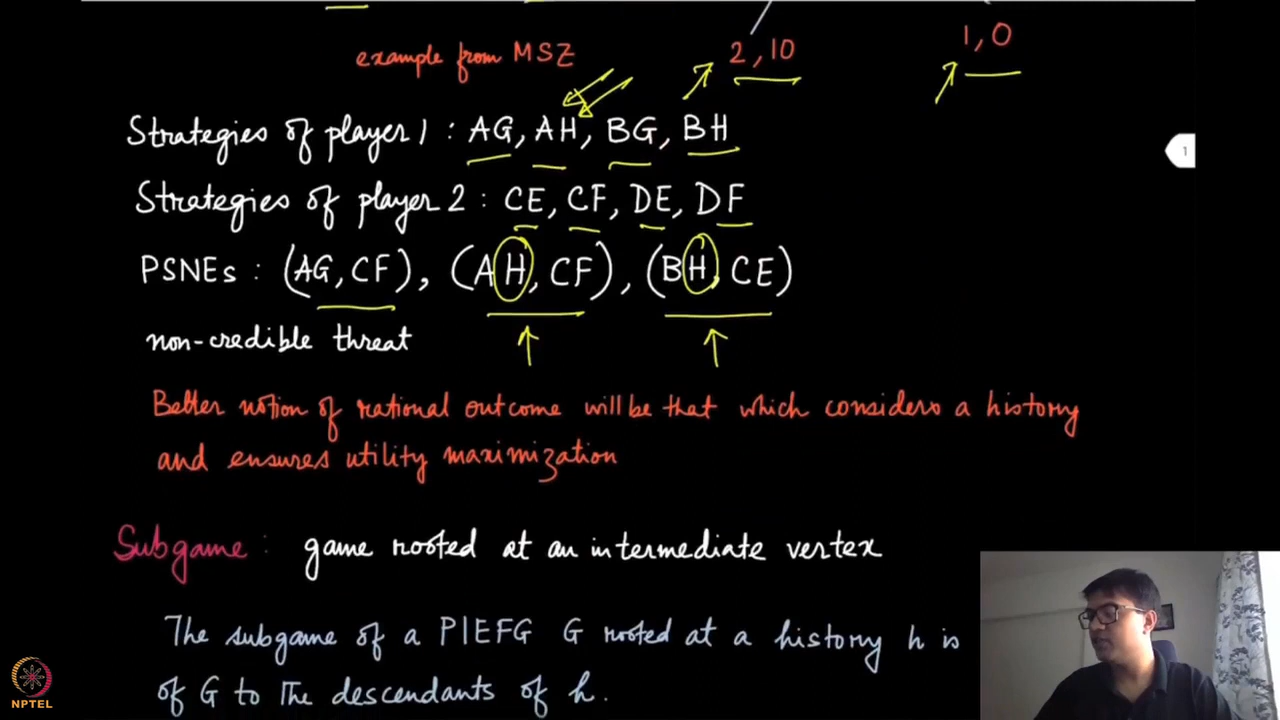 example from MSZ
2, 10
1, 0
Strategies of player 1 : AG, AH, BG, BH
Strategies of player 2 : CE, CF, DE, DF
PSNEs : (AG, CF), (AH, CF), (BH, CE)
non-credible threat
Better notion of rational outcome will be that which considers a history
and ensures utility maximization
Subgame : game rooted at an intermediate vertex
The subgame of a PIEFG G rooted at a history h is
of G to the descendants of h.
1
NPTEL